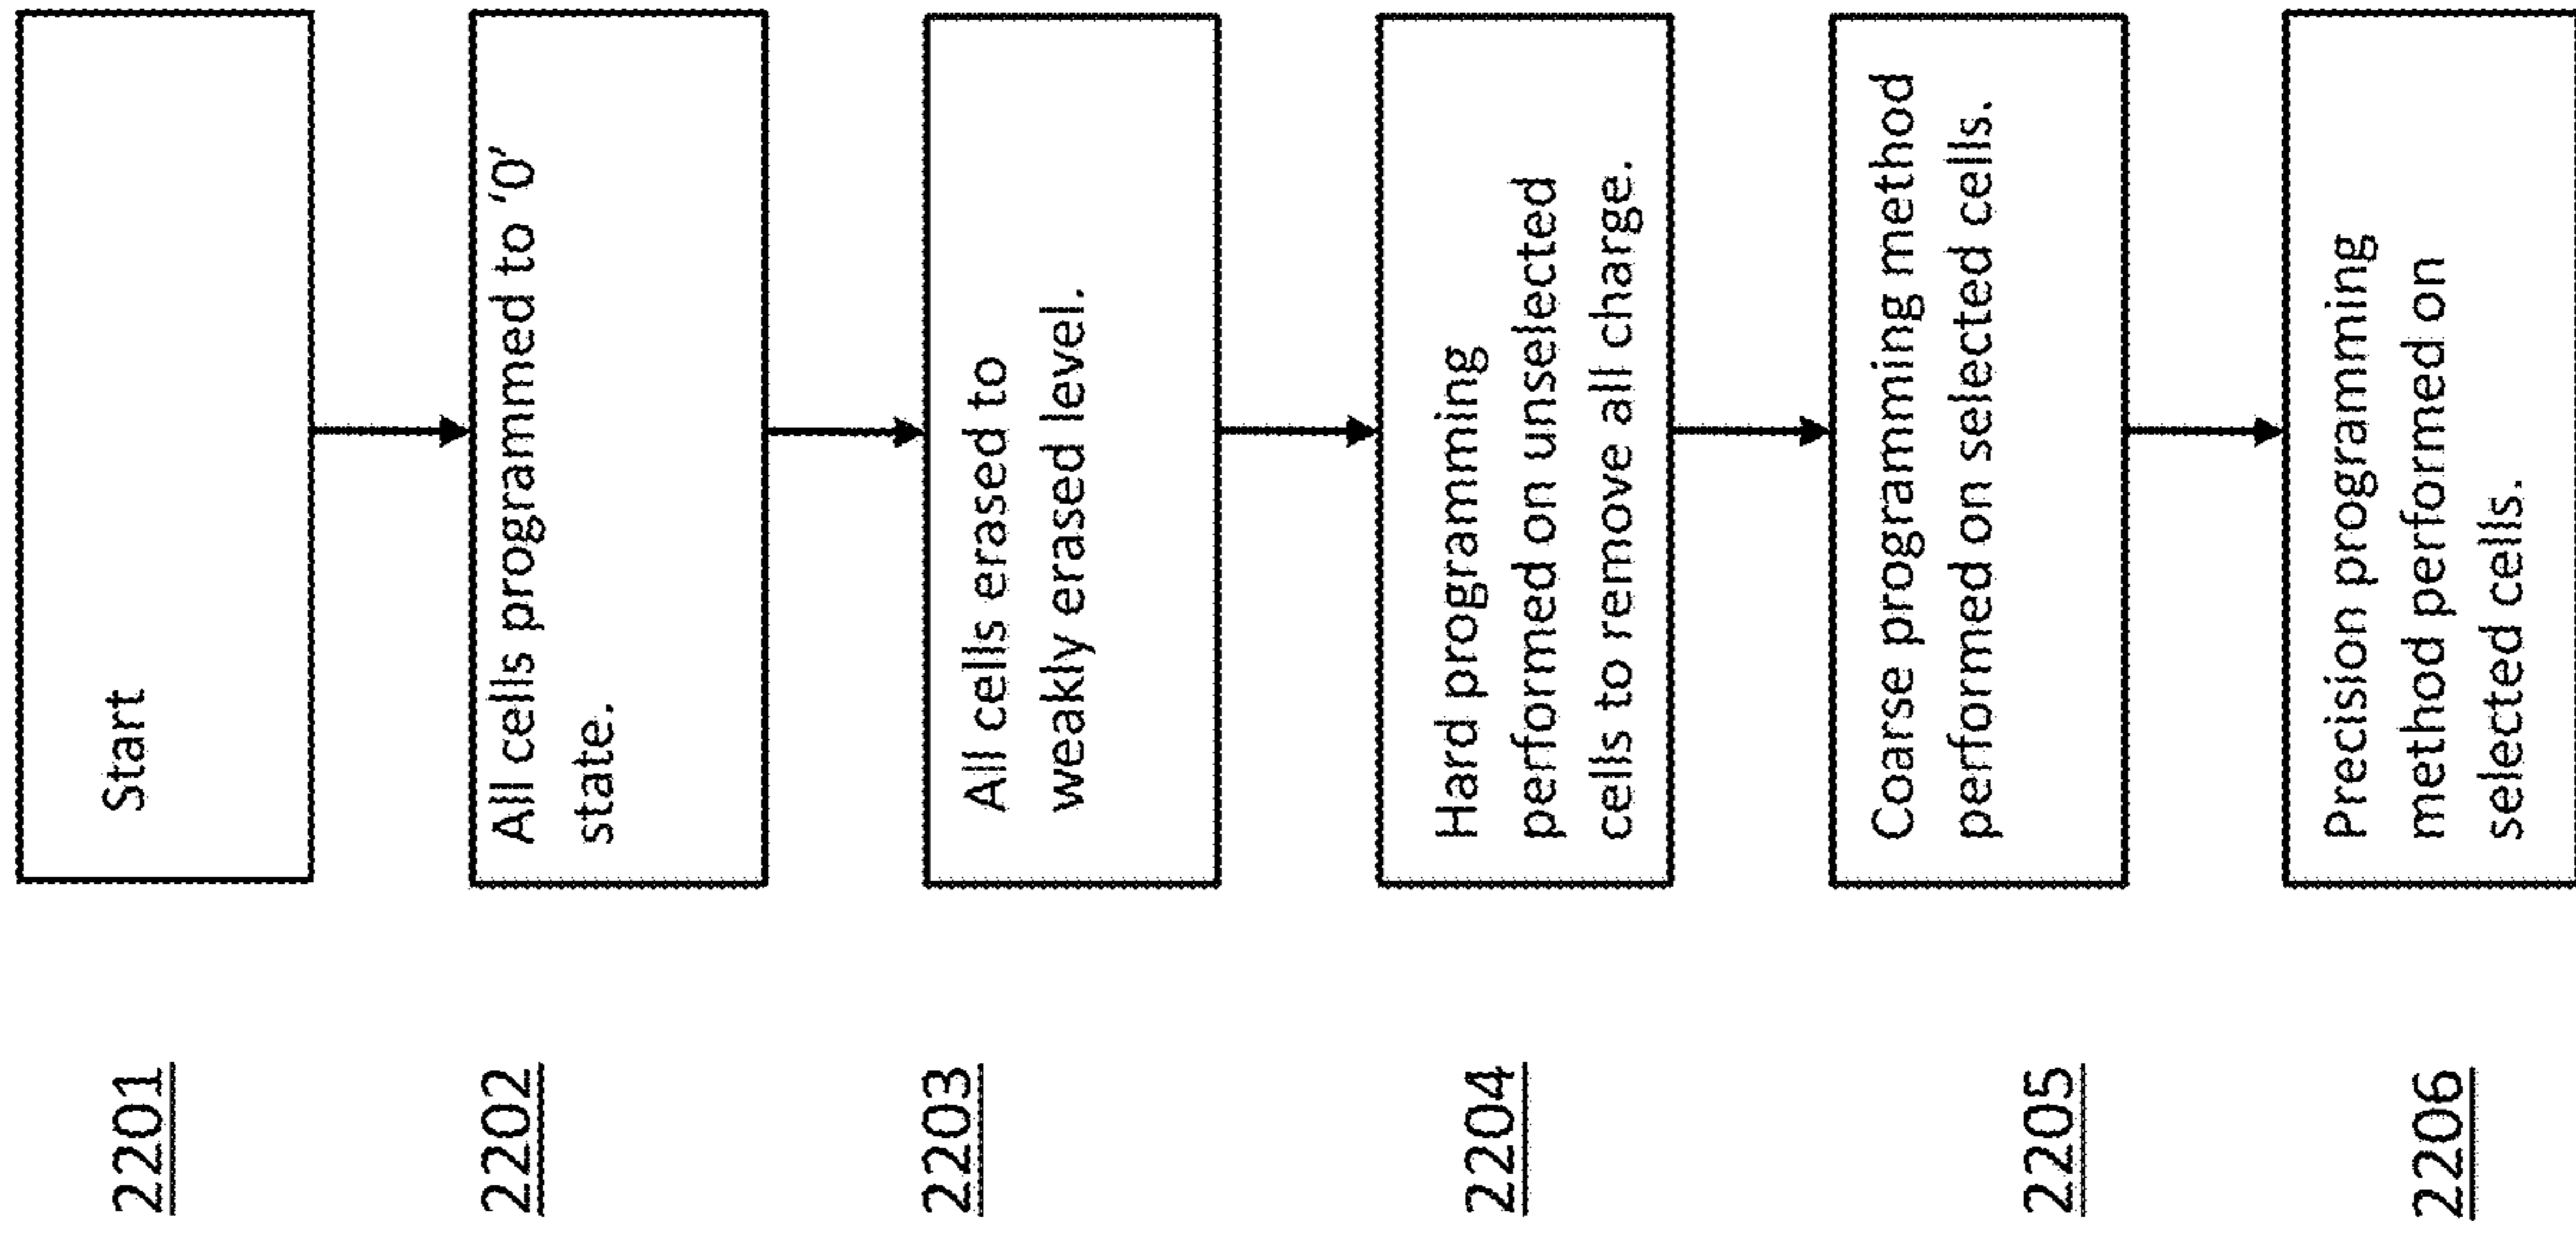 2201
Start
2202
All cells programmed to ‘0’
state.
2203
All cells erased to
weakly erased level.
2204
Hard programming
performed on unselected
cells to remove all charge.
2205
Coarse programming method
performed on selected cells.
2206
Precision programming
method performed on
selected cells.